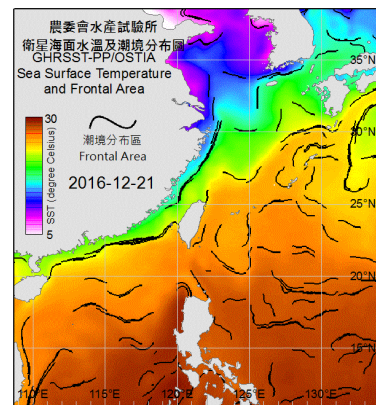 農委會水產試驗所
衛星海面水溫及潮境分布圖
GHRSST-PP/OSTIA
Sea Surface Temperature
and Frontal Area
潮境分布區
Frontal Area
2016-12-21
30
SST (degree Celsius)
5
35°N
30°N
25°N
20°N
15°N
110°E
115°E
120°E
125°E
130°E